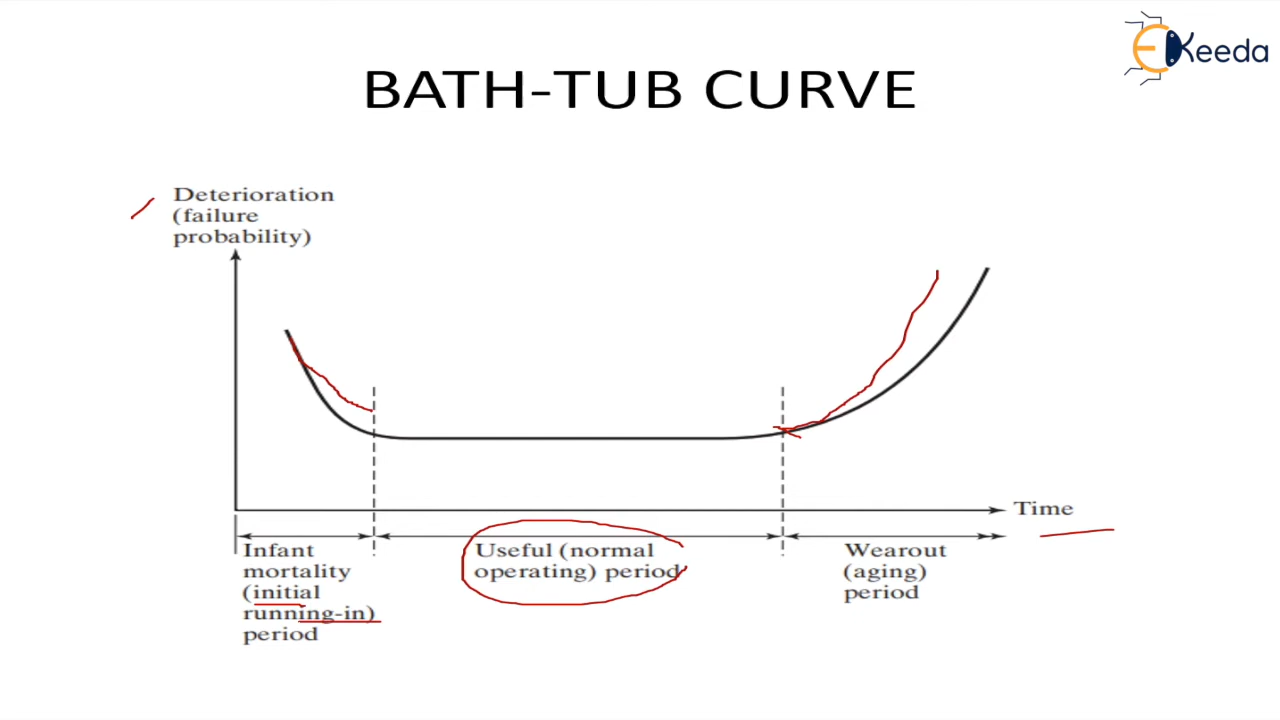 EKeeda
BATH-TUB CURVE
Deterioration
(failure
probability)
Time
Infant
mortality
(initial
running-in)
period
Useful (normal
operating) period
Wearout
(aging)
period